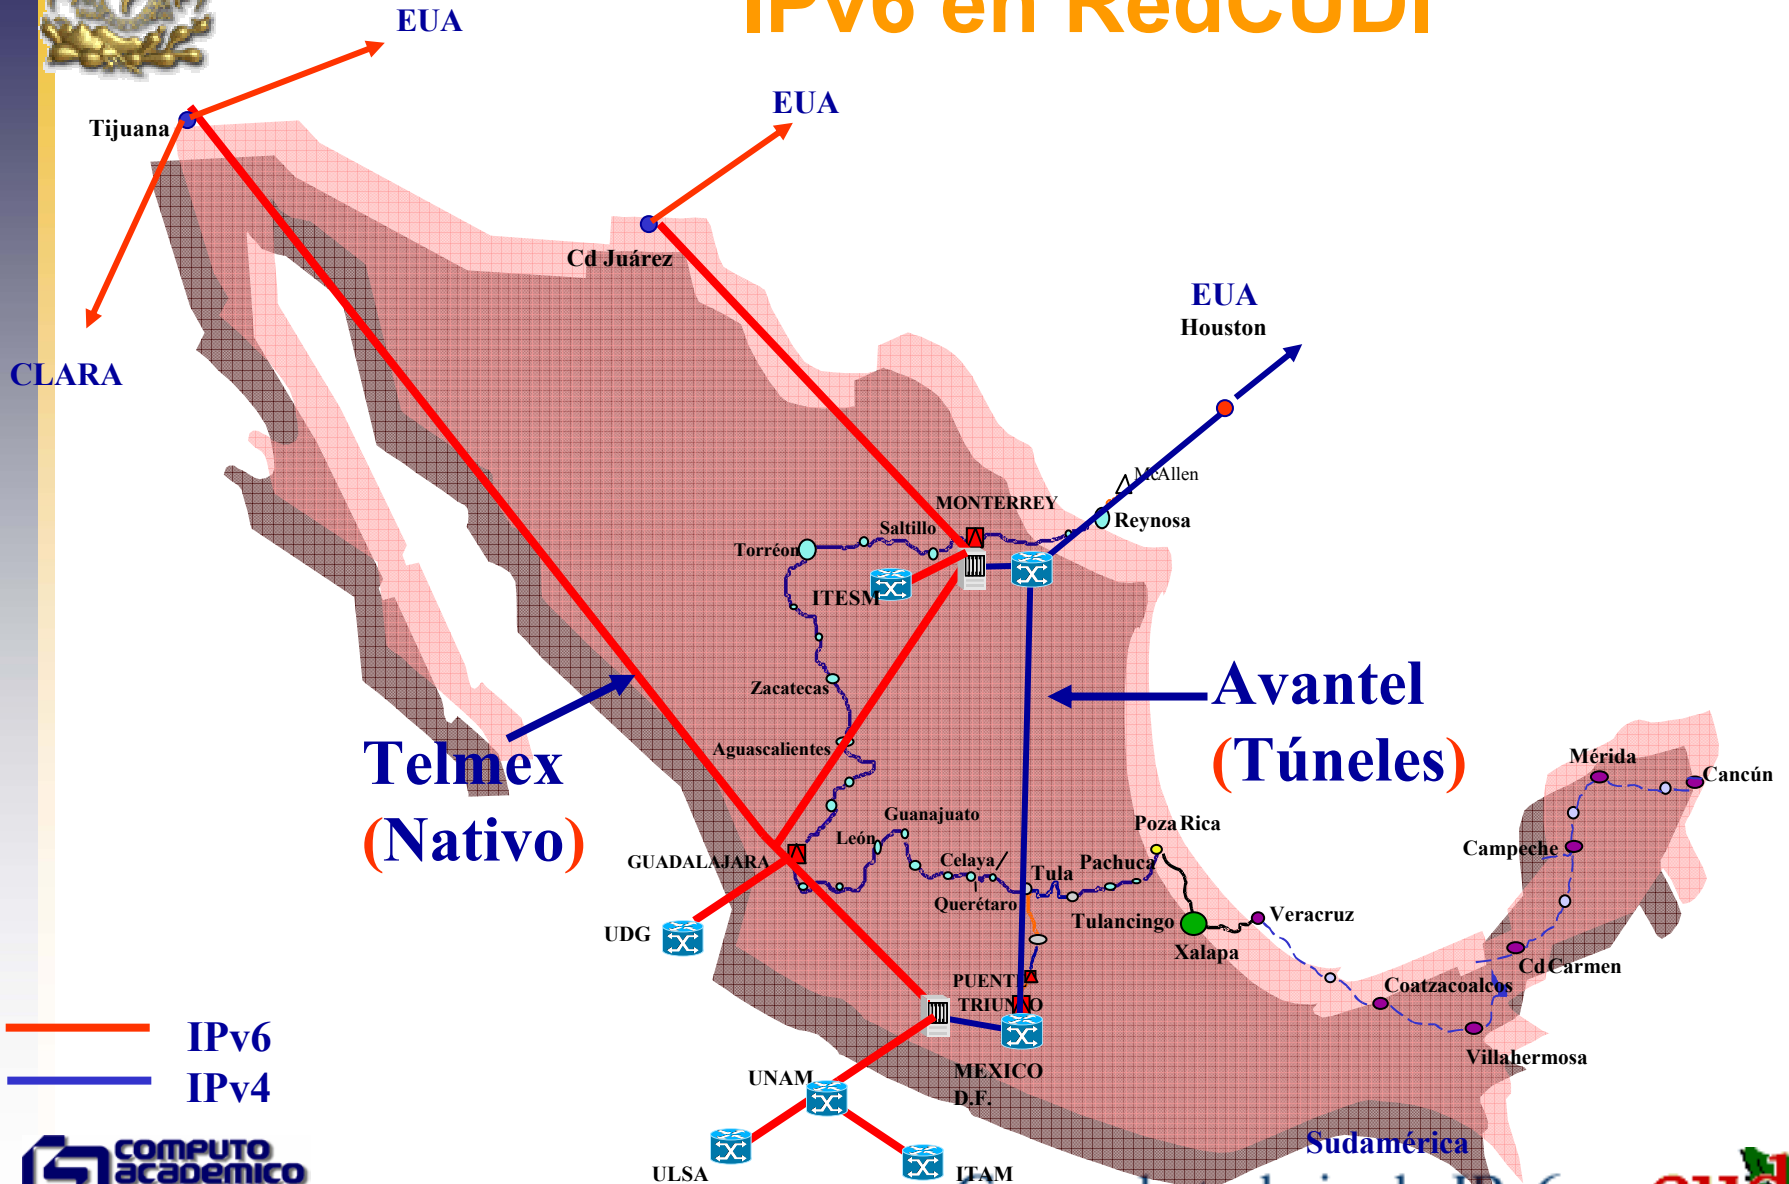 IPv6 en RedCUDI
EUA
EUA
Tijuana
Cd Juárez
EUA
Houston
CLARA
McAllen
MONTERREY
Reynosa
Saltillo
Torréon
ITESM
Zacatecas
Avantel
(Túneles)
Aguascalientes
Telmex
(Nativo)
Mérida
Cancún
Guanajuato
Poza Rica
León
Campeche
GUADALAJARA
Celaya/
Pachuca
Tula
Querétaro
Tulancingo
Veracruz
UDG
Xalapa
Cd Carmen
PUENTE
TRIUNFO
Coatzacoalcos
IPv6
Villahermosa
UNAM
MEXICO
D.F.
IPv4
Sudamérica
COMPUTO
ACADEMICO
ULSA
ITAM